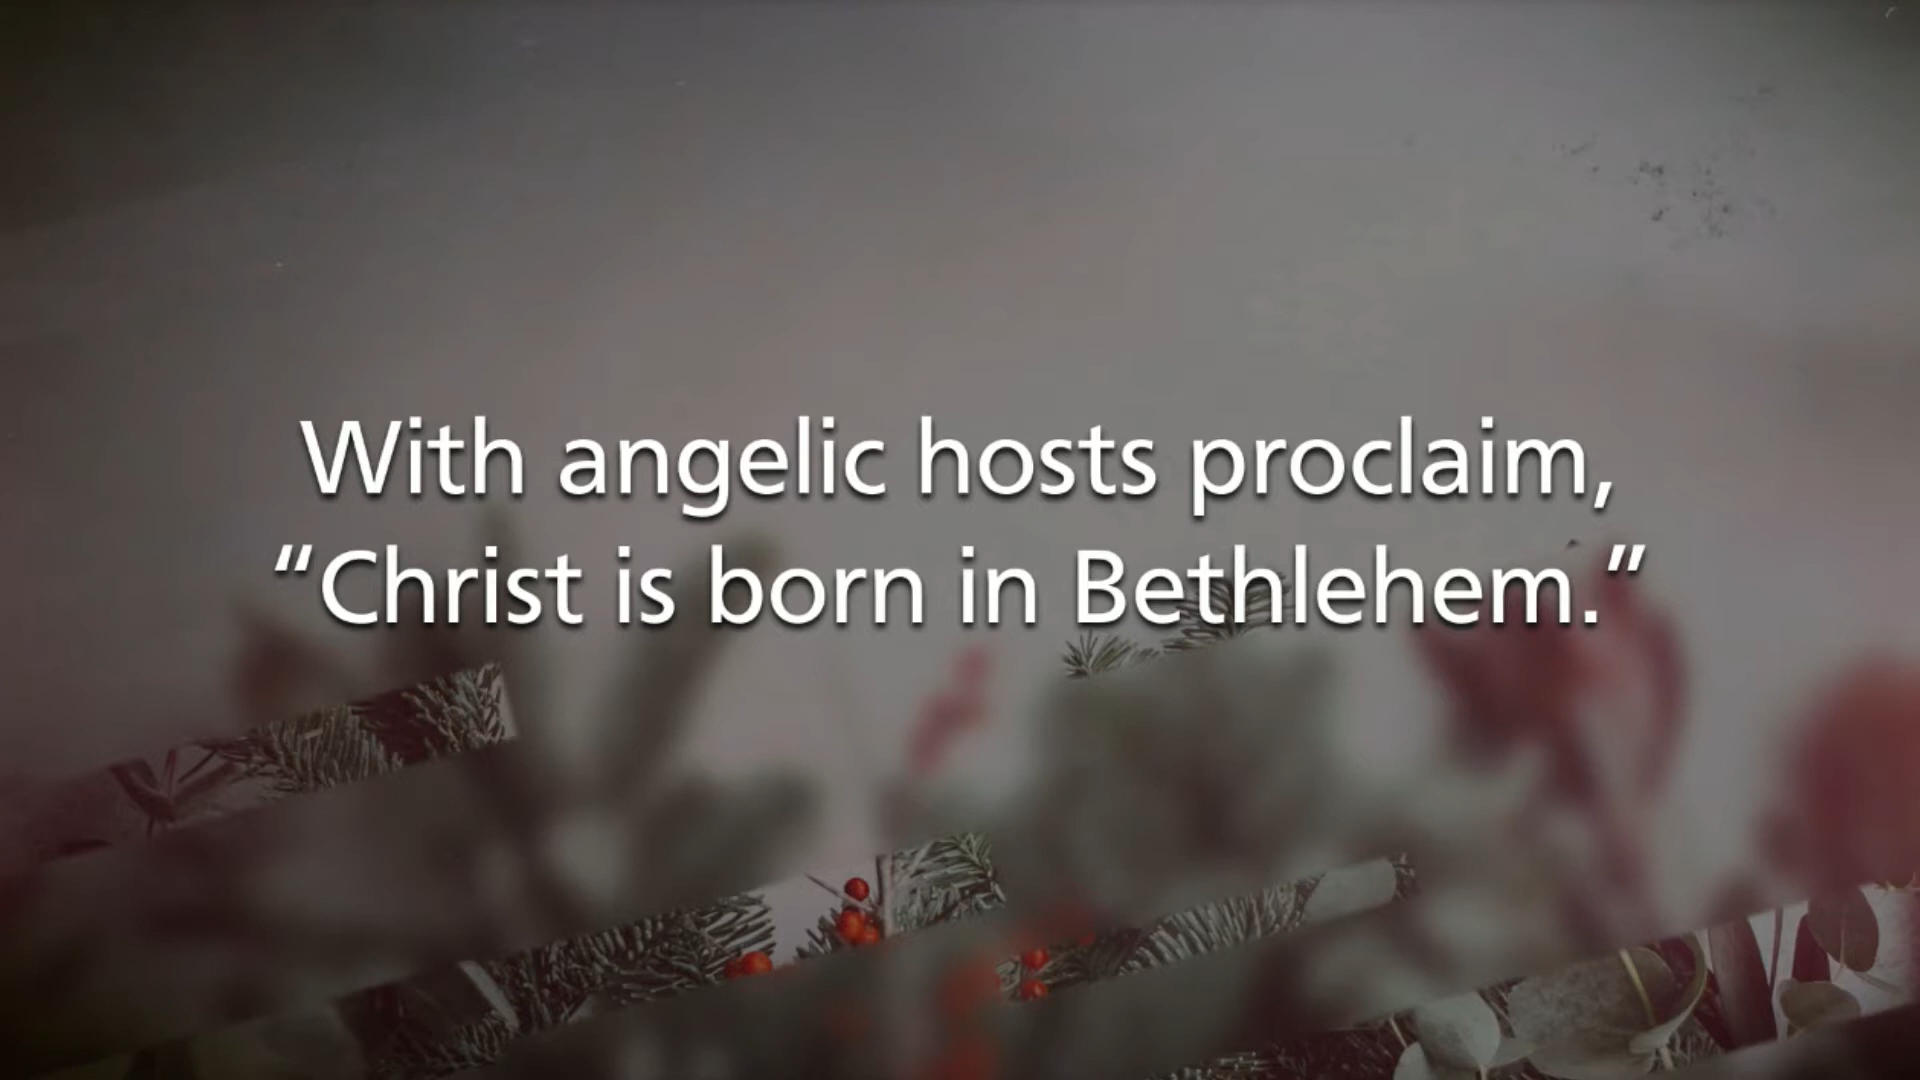 With angelic hosts proclaim,
“Christ is born in Bethlehem.”